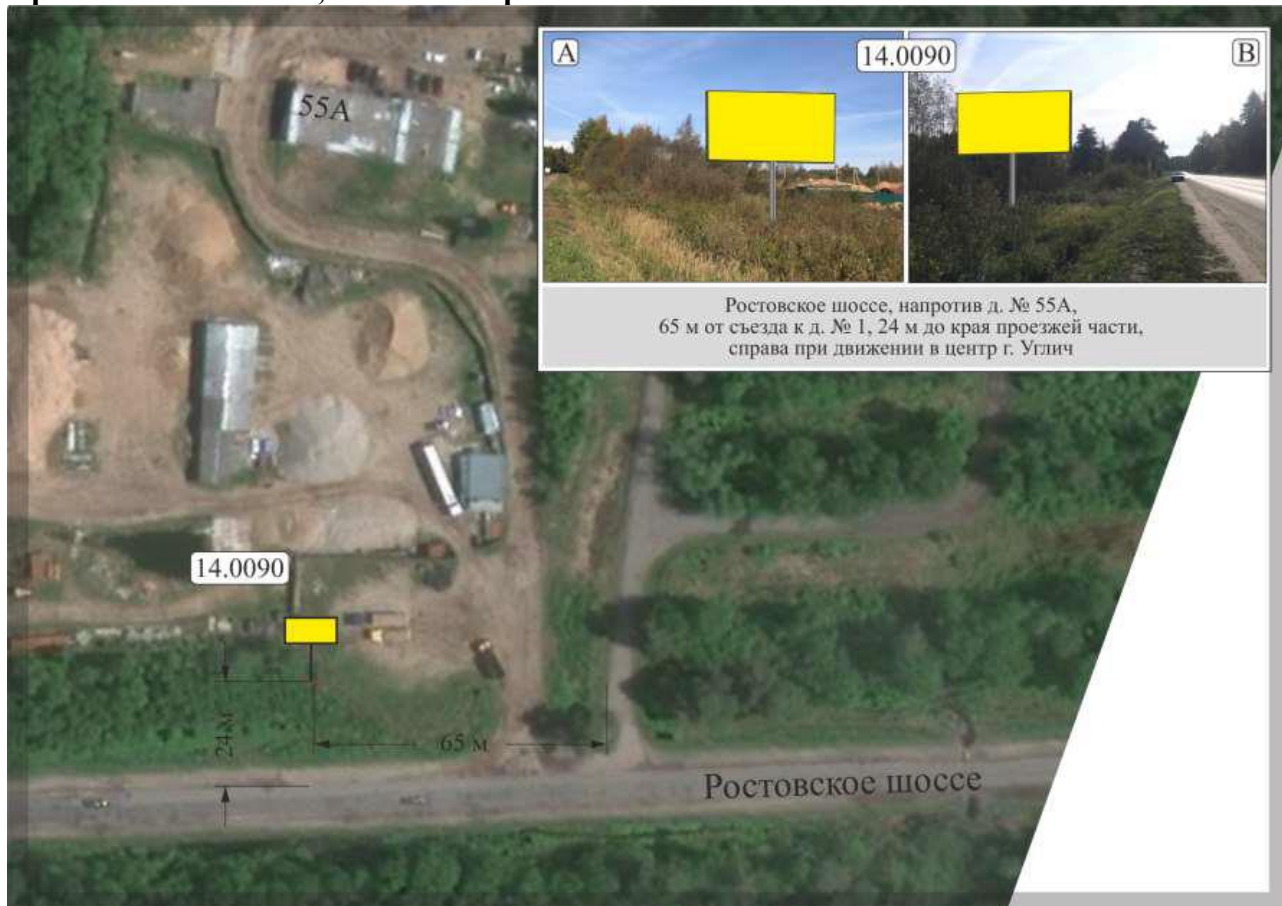 55А
А
14.0090
В
Ростовское шоссе, напротив д. № 55А,
65 м от съезда к д. № 1, 24 м до края проезжей части,
справа при движении в центр г. Углич
14.0090
24 м
65 м
Ростовское шоссе